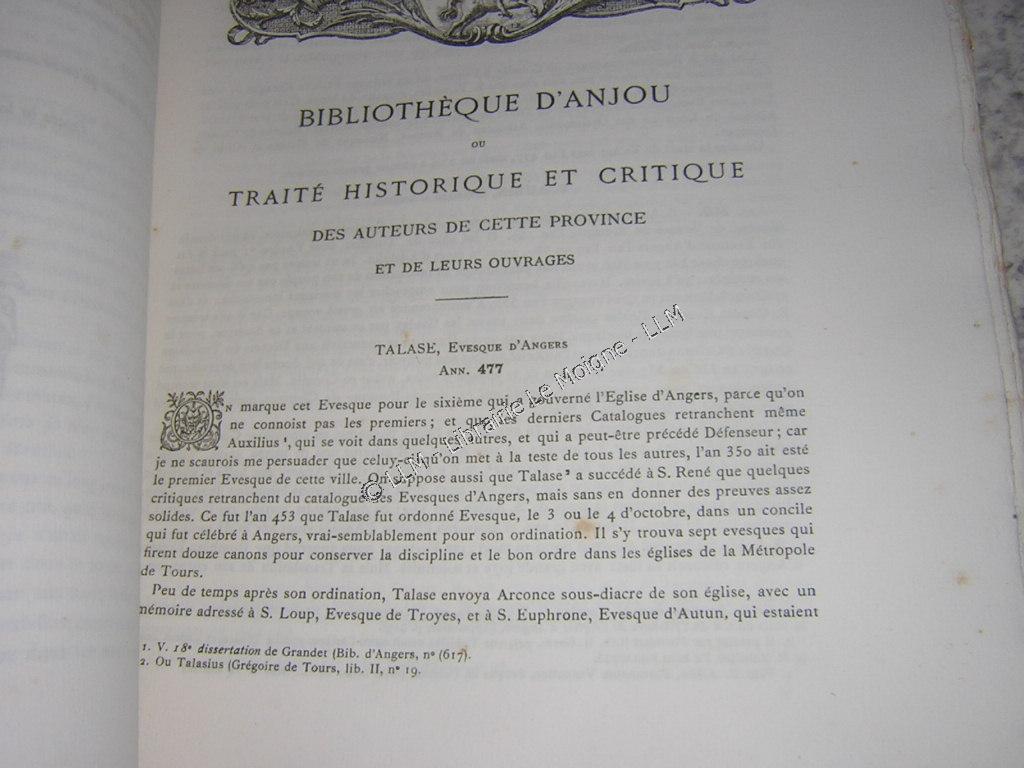 BIBLIOTHÈQUE D'ANJOU
OU
TRAITÉ HISTORIQUE ET CRITIQUE
DES AUTEURS DE CETTE PROVINCE
ET DE LEURS OUVRAGES
TALASE, Evesque d'Angers
Ann. 477
On marque cet Evesque pour le sixième qui a gouverné l'Eglise d'Angers, parce qu'on
ne connoist pas les premiers; et que les derniers Catalogues retranchent même
Auxilius¹, qui se voit dans quelques autres, et qui a peut-être précédé Défenseur; car
je ne scaurois me persuader que celuy-cy qu'on met à la teste de tous les autres, l'an 350 ait esté
le premier Evesque de cette ville. On suppose aussi que Talase² a succédé à S. René que quelques
critiques retranchent du catalogue des Evesques d'Angers, mais sans en donner des preuves assez
solides. Ce fut l'an 453 que Talase fut ordonné Evesque, le 3 ou le 4 d'octobre, dans un concile
qui fut célébré à Angers, vrai-semblablement pour son ordination. Il s'y trouva sept evesques qui
firent douze canons pour conserver la discipline et le bon ordre dans les églises de la Métropole
de Tours.
Peu de temps après son ordination, Talase envoya Arconce sous-diacre de son église, avec un
mémoire adressé à S. Loup, Evesque de Troyes, et à S. Euphrone, Evesque d'Autun, qui estaient
1. V. 18e dissertation de Grandet (Bib. d'Angers, n° (617).
2. Ou Talasius (Grégoire de Tours, lib. II, n° 19.
© LLM - Librairie Le Moigne - LLM